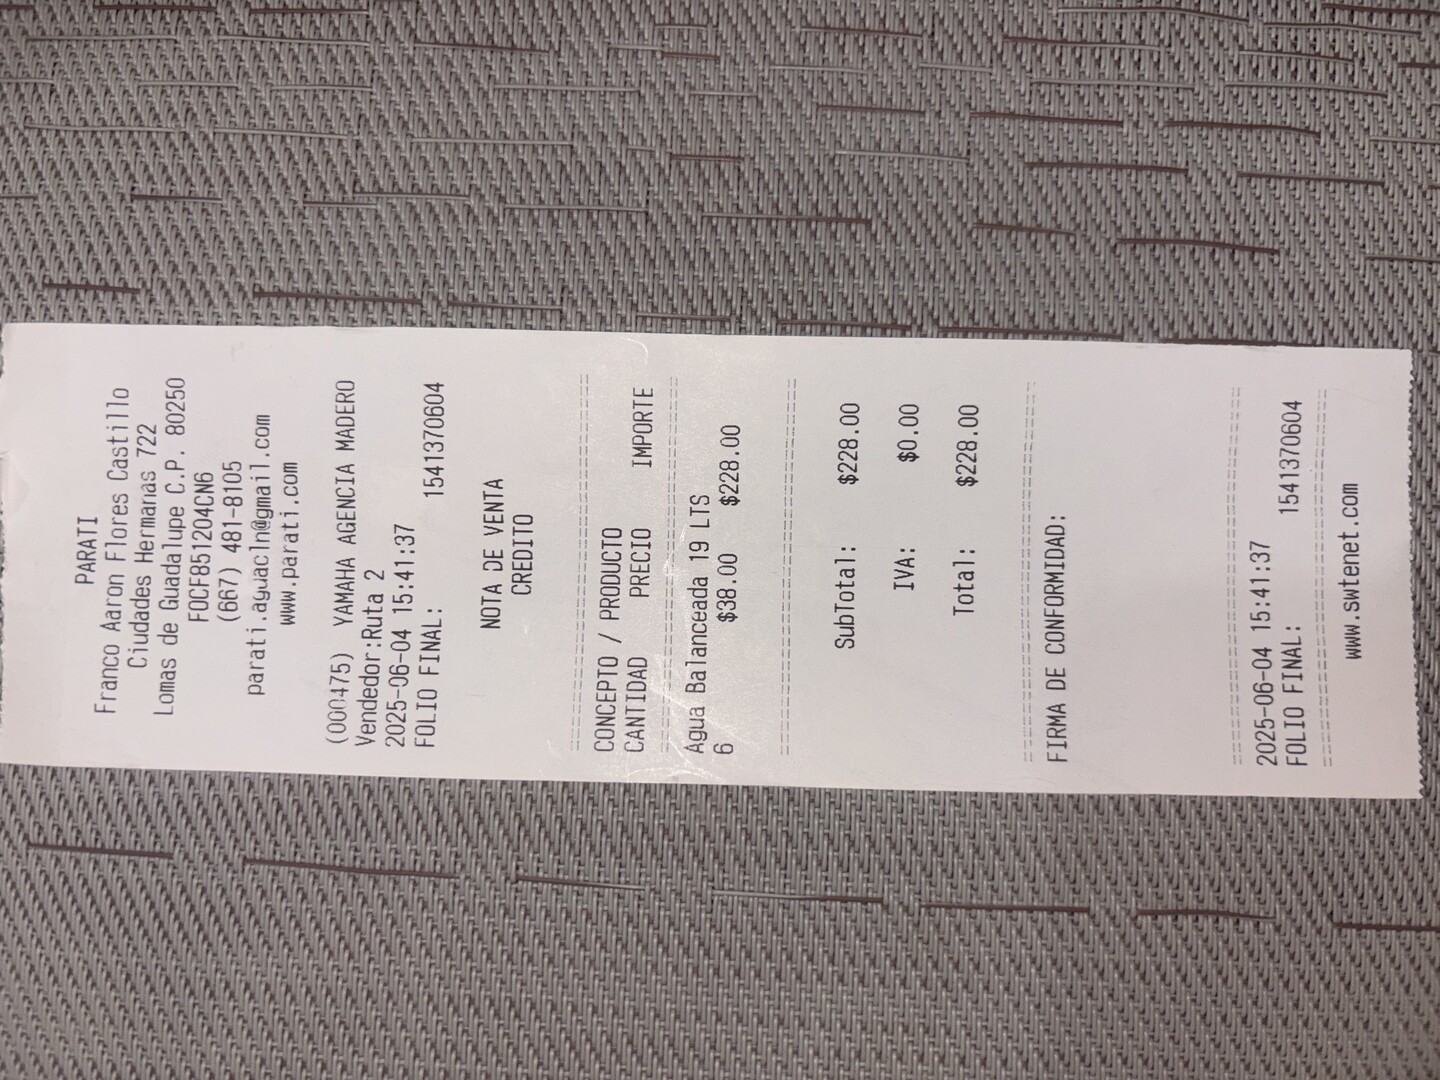 PARATI
Franco Aaron Flores Castillo
Ciudades Hermanas 722
Lomas de Guadalupe C.P. 80250
FOCF851204CN6
(667) 481-8105
parati.aguacln@gmail.com
www.parati.com
(000475) YAMAHA AGENCIA MADERO
Vendedor:Ruta 2
2025-06-04 15:41:37
FOLIO FINAL: 1541370604
NOTA DE VENTA
CREDITO
CONCEPTO / PRODUCTO
CANTIDAD PRECIO IMPORTE
Agua Balanceada 19 LTS
6 $38.00 $228.00
SubTotal: $228.00
IVA: $0.00
Total: $228.00
FIRMA DE CONFORMIDAD:
2025-06-04 15:41:37
FOLIO FINAL: 1541370604
www.swtenet.com